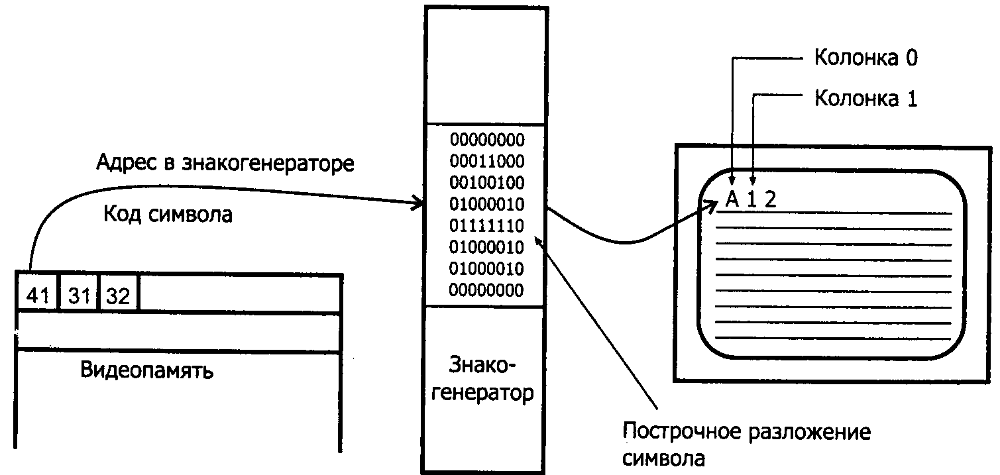 Колонка 0
Колонка 1
Адрес в знакогенераторе
Код символа
41 31 32
Видеопамять
00000000
00011000
00100100
01000010
01111110
01000010
01000010
00000000
Знако-
генератор
A 1 2
Построчное разложение
символа